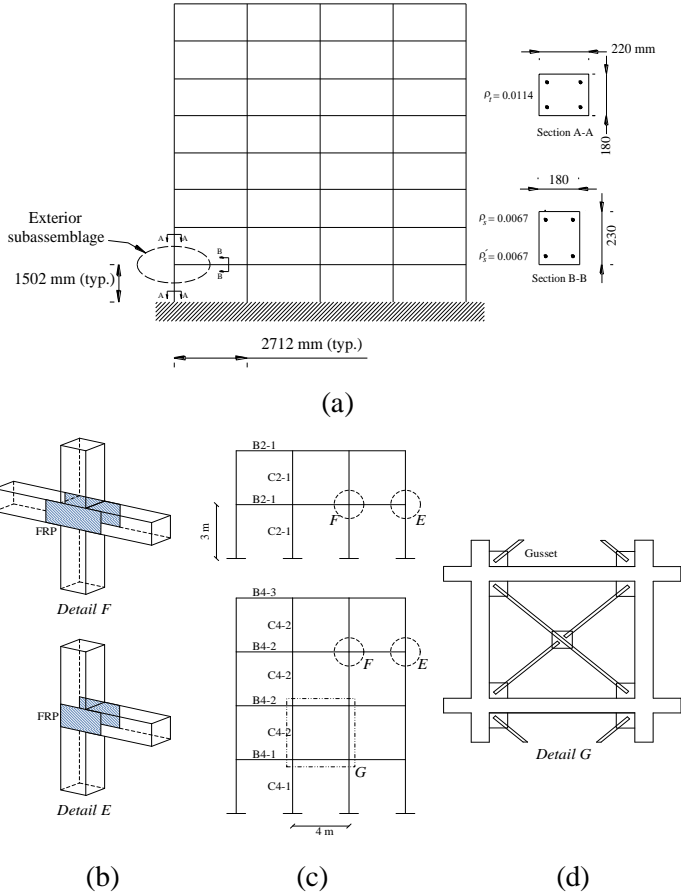 220 mm
ρt = 0.0114
Section A-A
180
180
ρs = 0.0067
ρs′ = 0.0067
230
Section B-B
Exterior
subassemblage
A A
B
B
A A
1502 mm (typ.)
2712 mm (typ.)
(a)
FRP
Detail F
FRP
Detail E
B2-1
C2-1
B2-1
F
E
C2-1
3 m
B4-3
C4-2
B4-2
F
E
C4-2
B4-2
C4-2
B4-1
G
C4-1
4 m
Gusset
Detail G
(b)
(c)
(d)